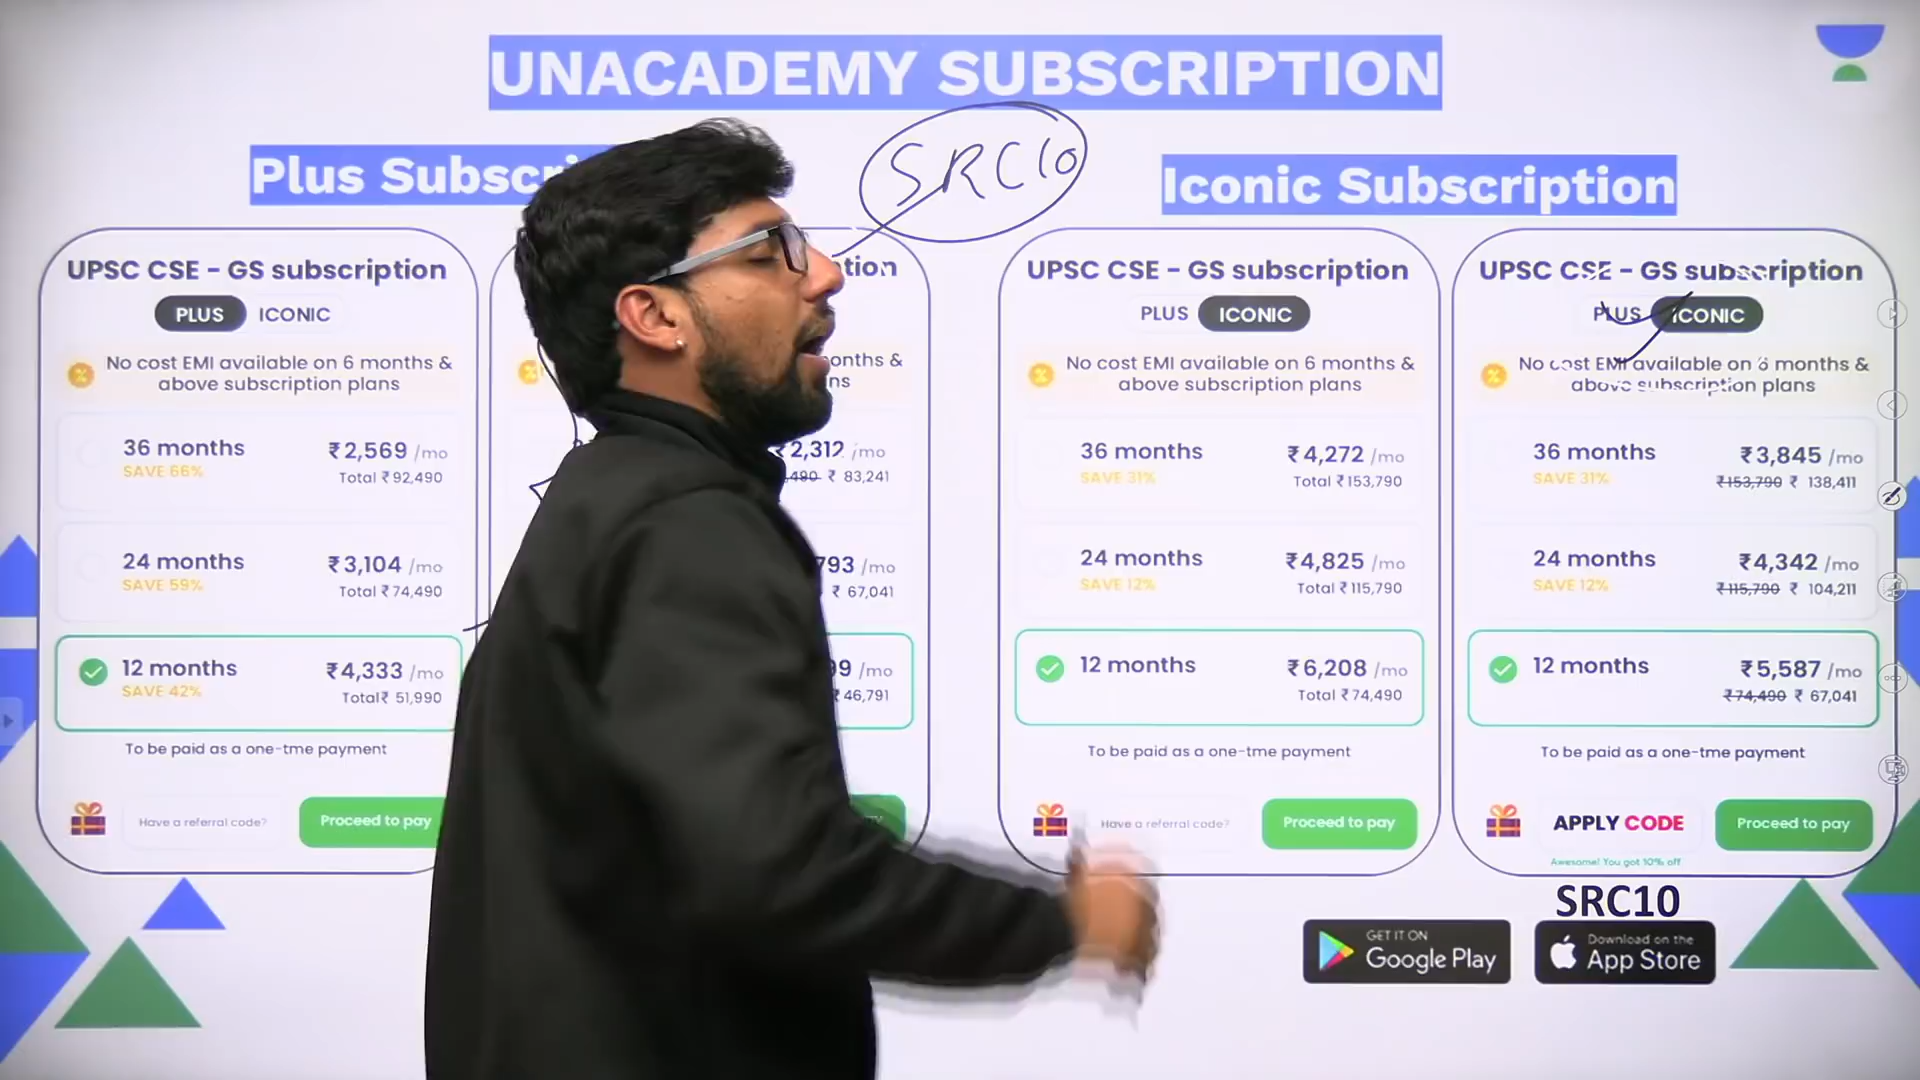 UNACADEMY SUBSCRIPTION
SRC10
Plus
Iconic Subscription
UPSC CSE - GS subscription
PLUS ICONIC
No cost EMI available on 6 months &
above subscription plans
36 months ₹2,569 /mo
SAVE 66% Total ₹92,490
24 months ₹3,104 /mo
SAVE 59% Total ₹74,490
12 months ₹4,333 /mo
SAVE 42% Total₹ 51,990
To be paid as a one-tme payment
Have a referral code? Proceed to pay
&
₹2,312 /mo
₹ 83,241
/mo
₹ 67,041
/mo
₹46,791
UPSC CSE - GS subscription
PLUS ICONIC
No cost EMI available on 6 months &
above subscription plans
36 months ₹4,272 /mo
SAVE 31% Total ₹153,790
24 months ₹4,825 /mo
SAVE 12% Total ₹115,790
12 months ₹6,208 /mo
Total ₹74,490
To be paid as a one-tme payment
Have a referral code? Proceed to pay
UPSC CSE - GS subscription
PLUS ICONIC
No cost EMI available on 6 months &
above subscription plans
36 months ₹3,845 /mo
SAVE 31% ₹153,790 ₹ 138,411
24 months ₹4,342 /mo
SAVE 12% ₹115,790 ₹ 104,211
12 months ₹5,587 /mo
₹74,490 ₹ 67,041
To be paid as a one-tme payment
APPLY CODE Proceed to pay
Awesome! You got 10% off
SRC10
GET IT ON
Google Play
Download on the
App Store